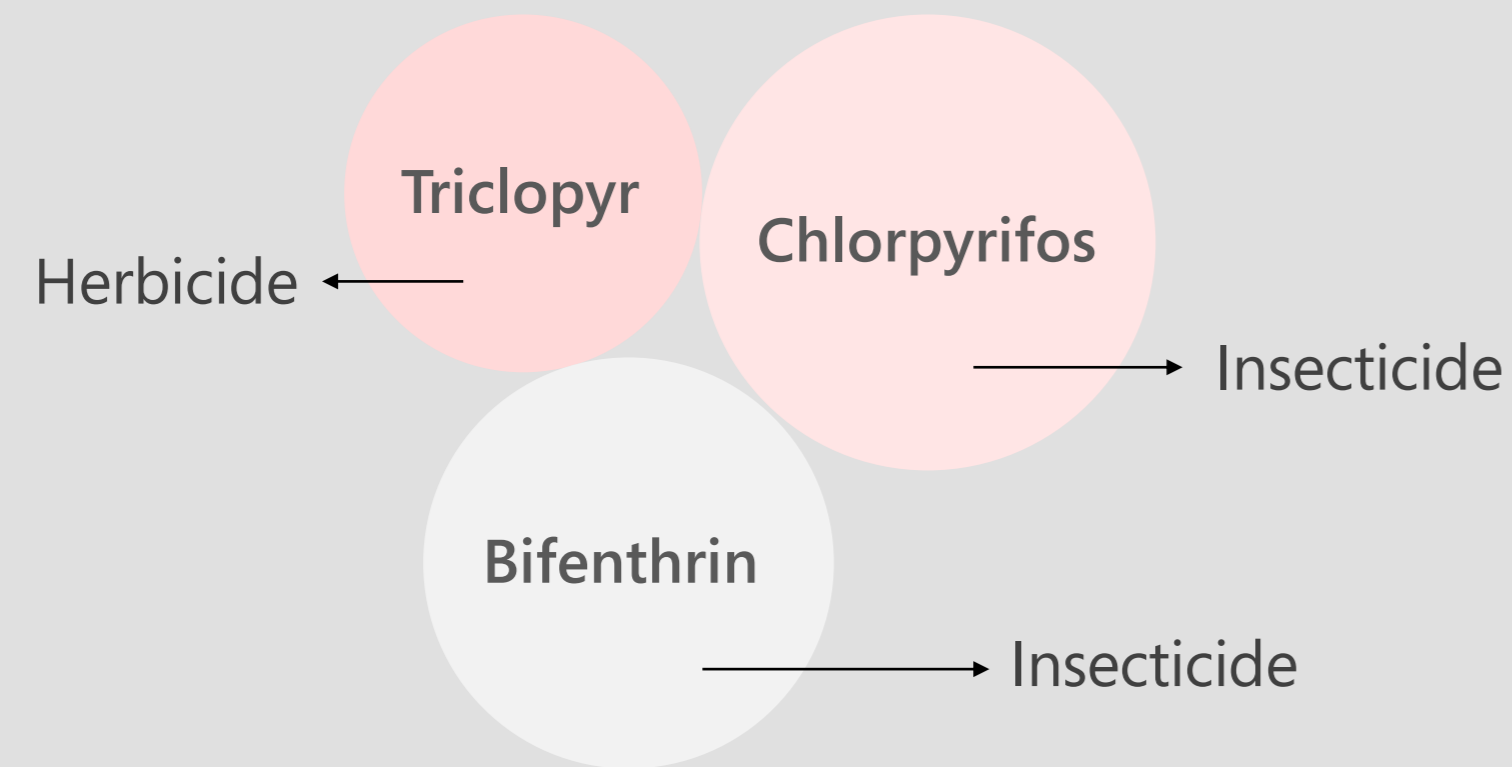 Triclopyr
Chlorpyrifos
Herbicide
Insecticide
Bifenthrin
Insecticide